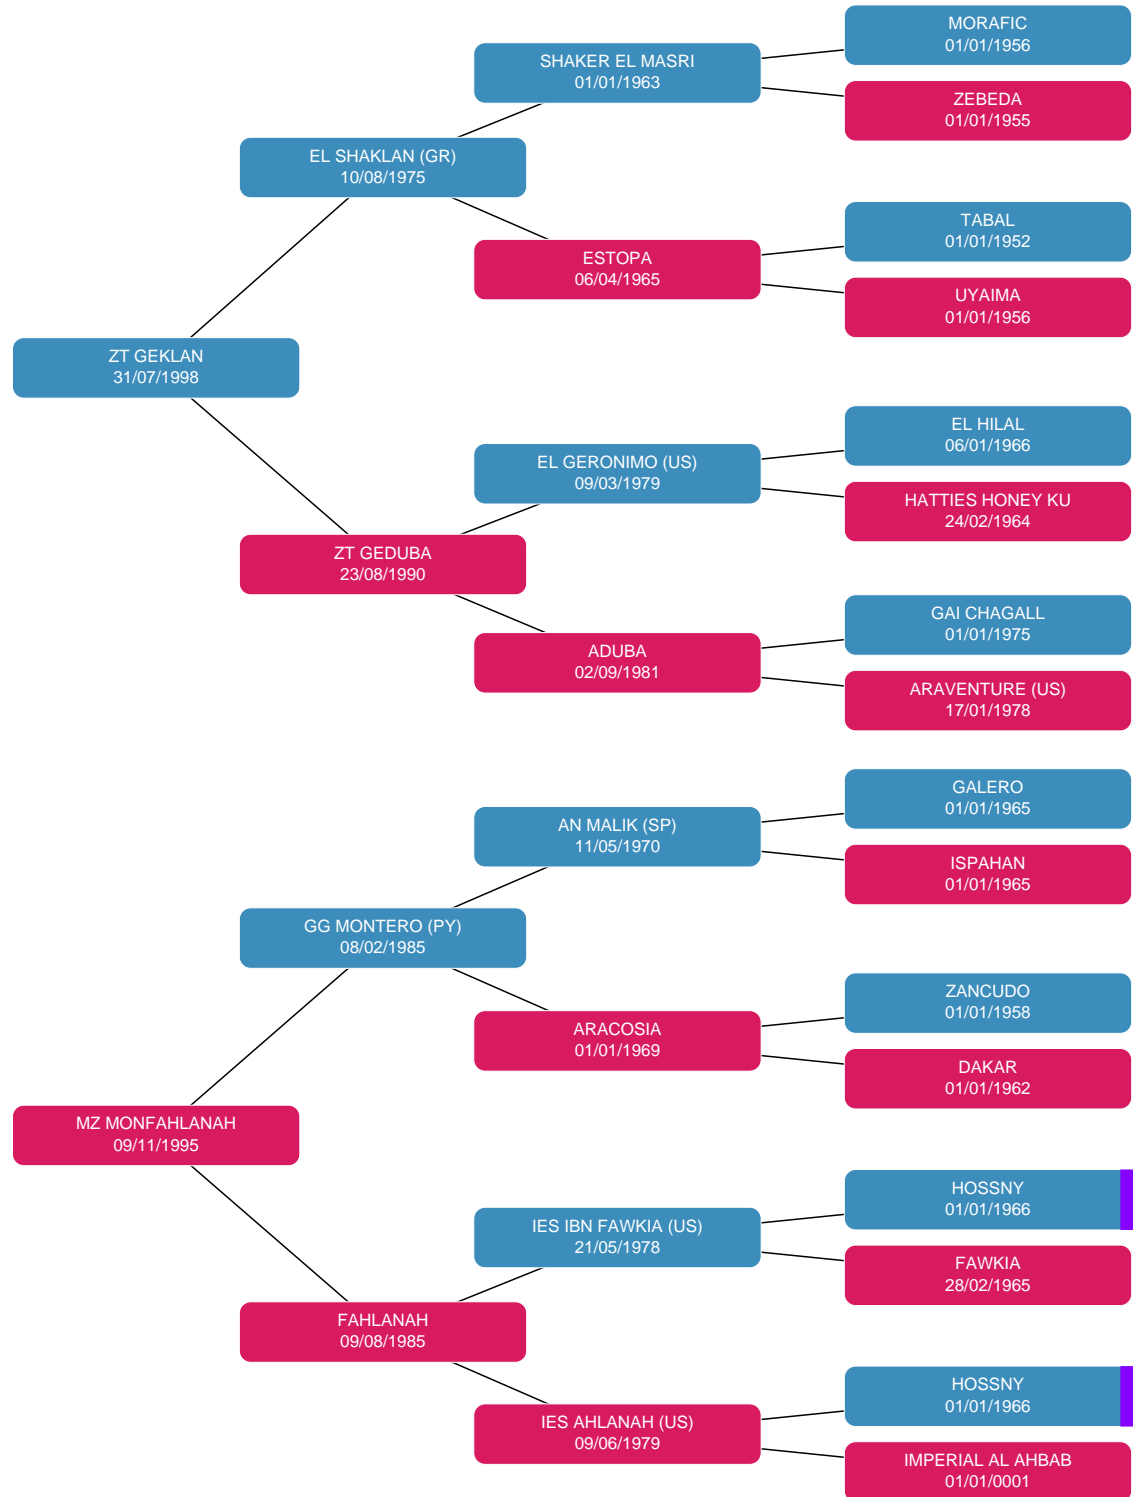 MORAFIC
01/01/1956
SHAKER EL MASRI
01/01/1963
ZEBEDA
01/01/1955
EL SHAKLAN (GR)
10/08/1975
TABAL
01/01/1952
ESTOPA
06/04/1965
UYAIMA
01/01/1956
ZT GEKLAN
31/07/1998
EL HILAL
06/01/1966
EL GERONIMO (US)
09/03/1979
HATTIES HONEY KU
24/02/1964
ZT GEDUBA
23/08/1990
GAI CHAGALL
01/01/1975
ADUBA
02/09/1981
ARAVENTURE (US)
17/01/1978
GALERO
01/01/1965
AN MALIK (SP)
11/05/1970
ISPAHAN
01/01/1965
GG MONTERO (PY)
08/02/1985
ZANCUDO
01/01/1958
ARACOSIA
01/01/1969
DAKAR
01/01/1962
MZ MONFAHLANAH
09/11/1995
HOSSNY
01/01/1966
IES IBN FAWKIA (US)
21/05/1978
FAWKIA
28/02/1965
FAHLANAH
09/08/1985
HOSSNY
01/01/1966
IES AHLANAH (US)
09/06/1979
IMPERIAL AL AHBAB
01/01/0001